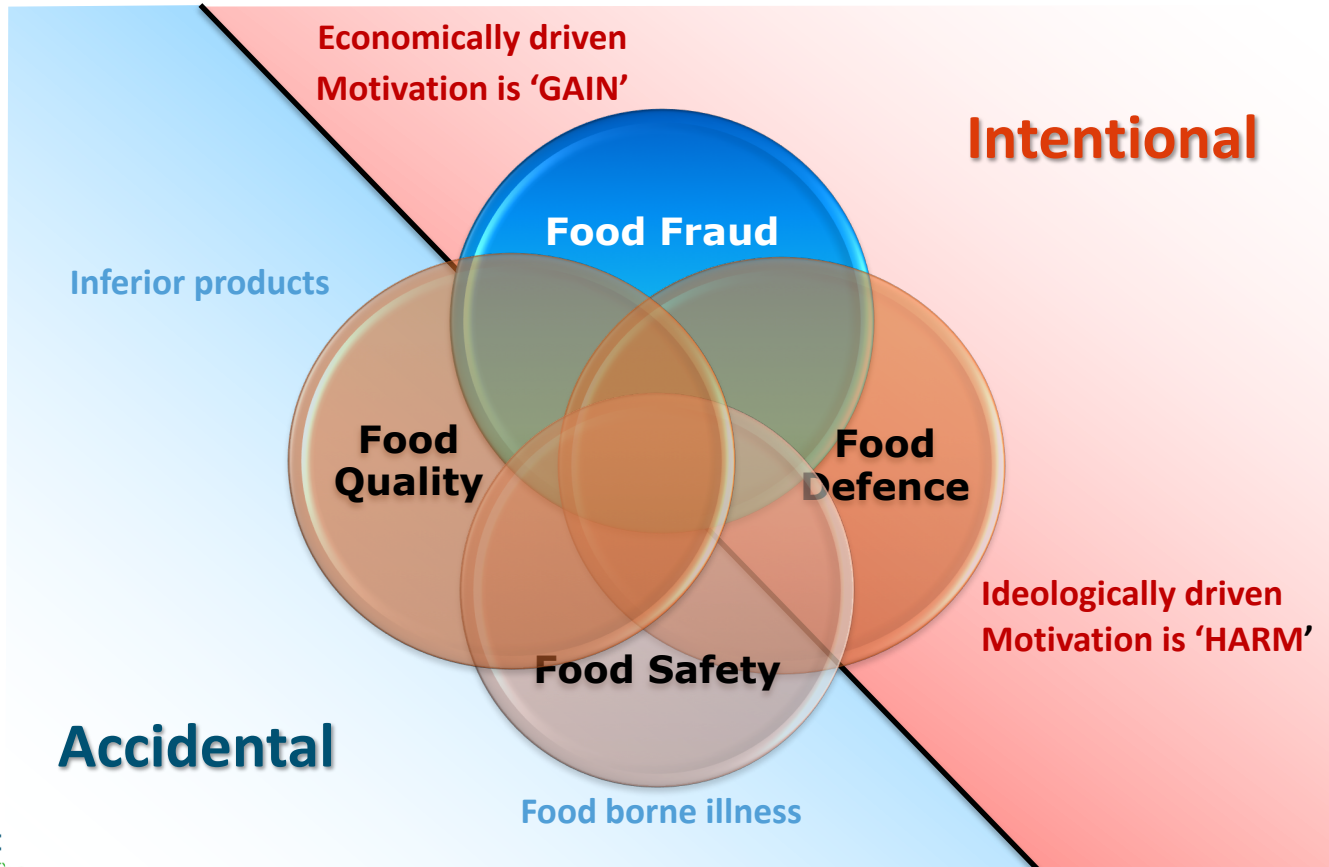 Economically driven
Motivation is ‘GAIN’
Intentional
Food Fraud
Inferior products
Food
Quality
Food
Defence
Ideologically driven
Motivation is ‘HARM’
Food Safety
Accidental
Food borne illness